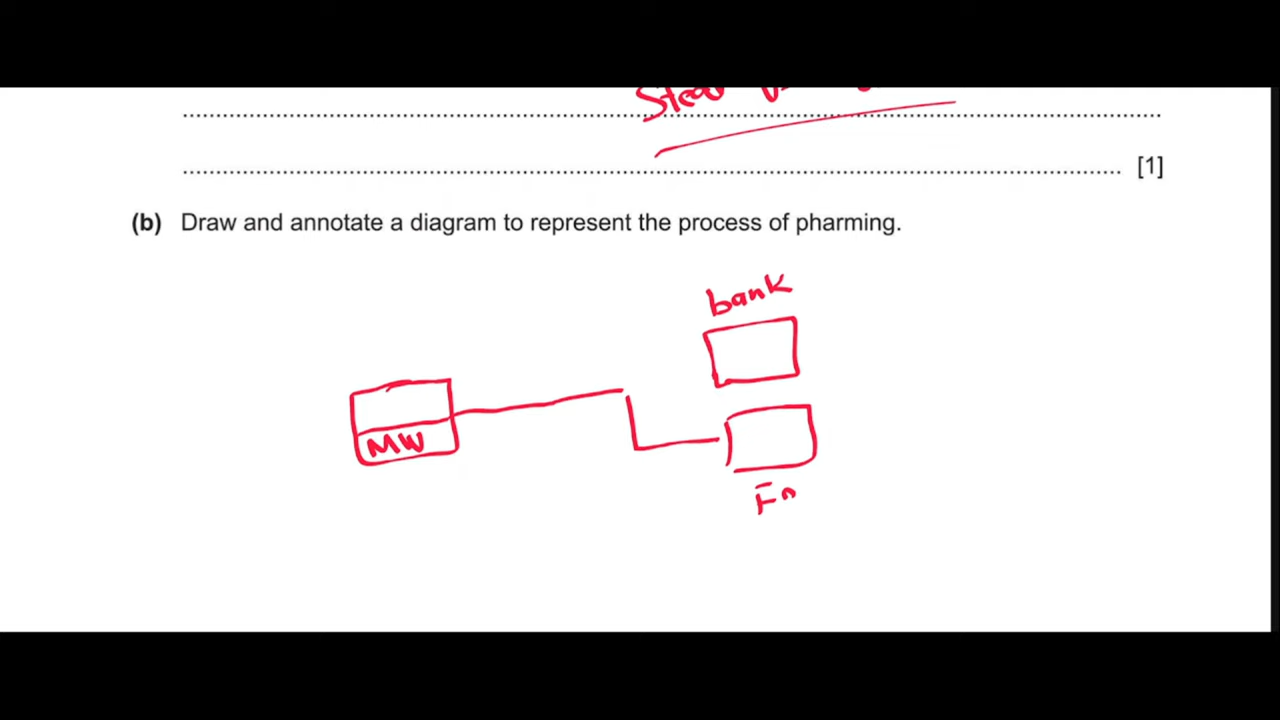 [1]
(b) Draw and annotate a diagram to represent the process of pharming.
bank
MW